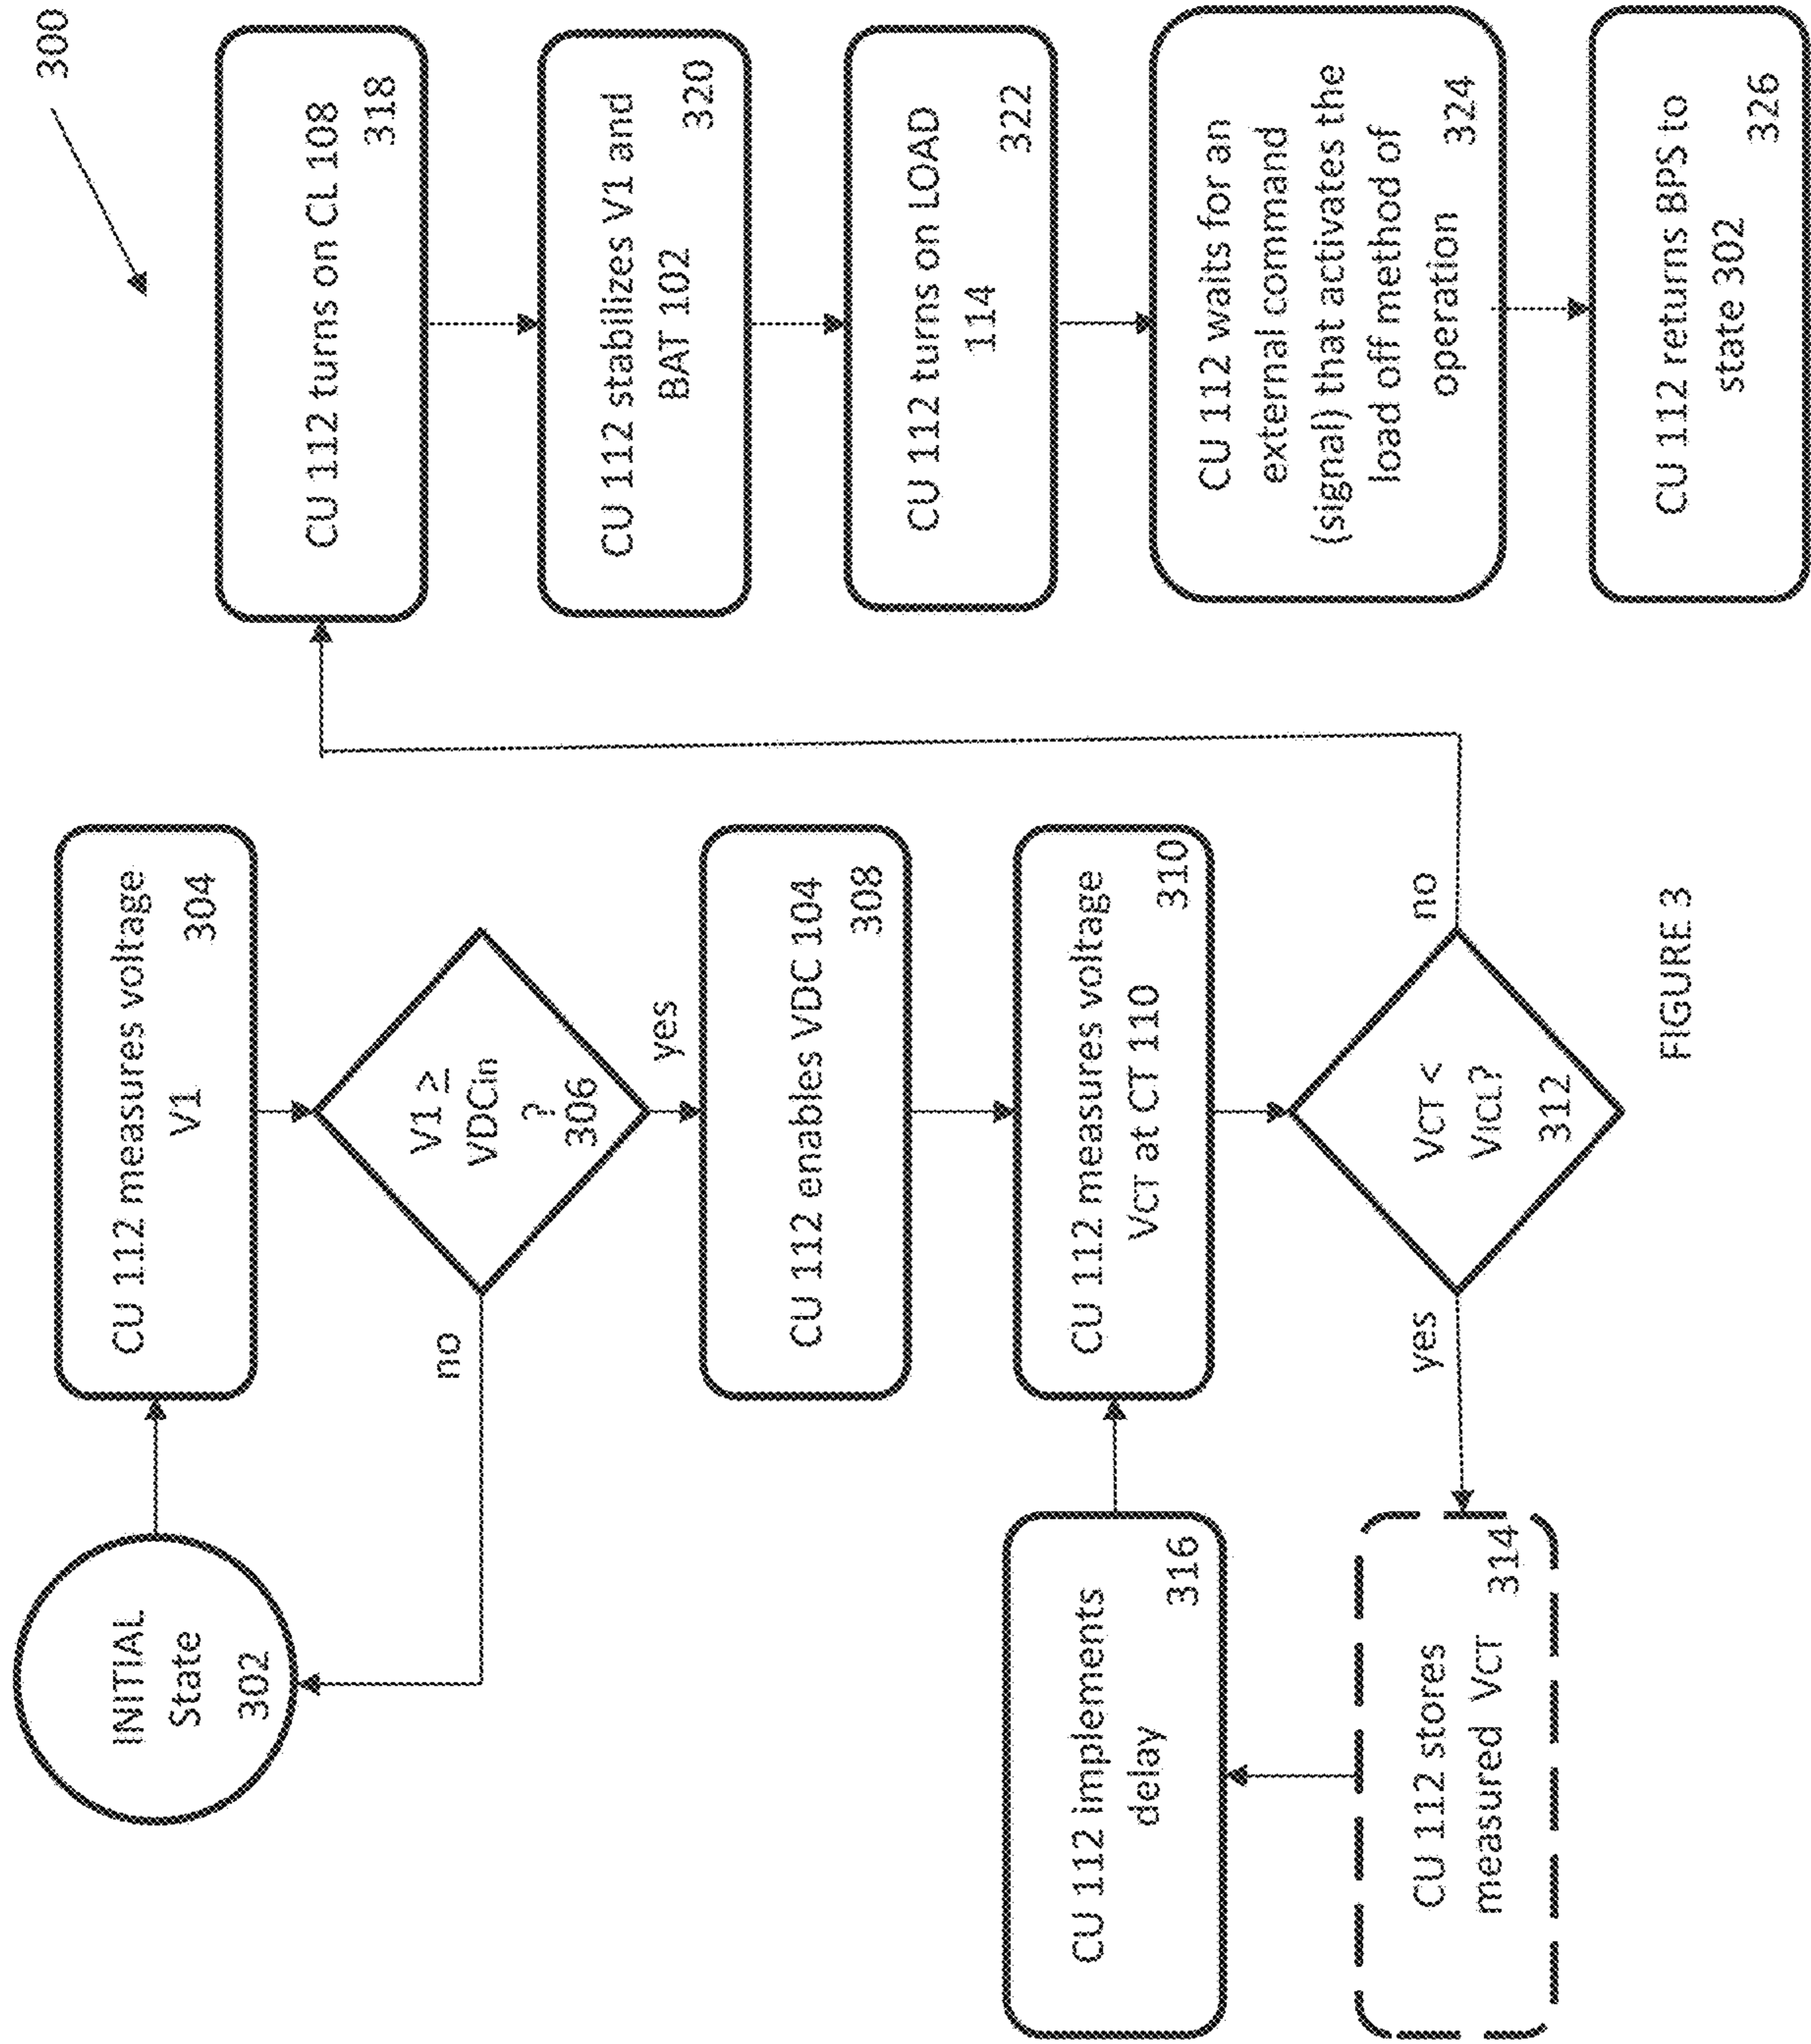 300
INITIAL
State
302
CU 112 measures voltage
V1
304
V1 ≥
VDCin
?
306
no
yes
CU 112 enables VDC 104
308
CU 112 measures voltage
VCT at CT 110
310
VCT <
VICL?
312
yes
no
CU 112 stores
measured VCT
314
CU 112 implements
delay
316
CU 112 turns on CL 108
318
CU 112 stabilizes V1 and
BAT 102
320
CU 112 turns on LOAD
114
322
CU 112 waits for an
external command
(signal) that activates the
load off method of
operation
324
CU 112 returns BPS to
state 302
326
FIGURE 3